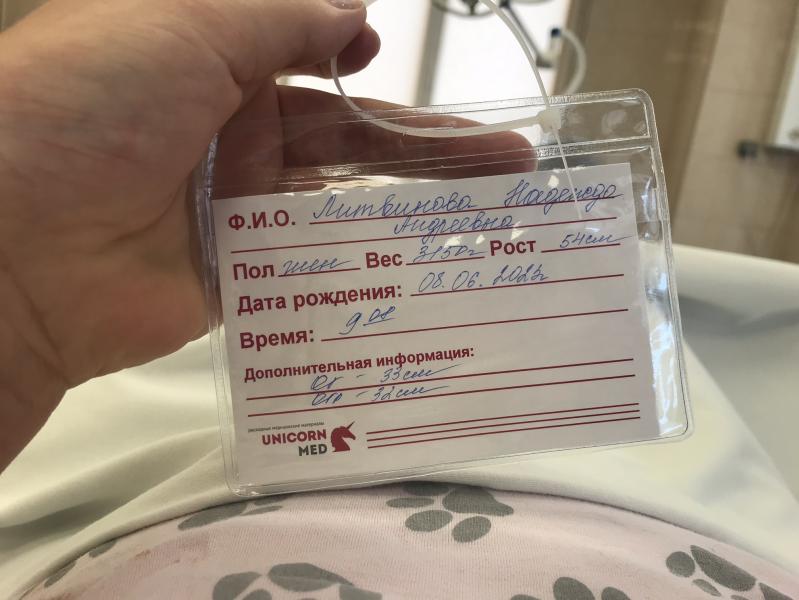 Ф.И.О. Литвинова Надежда
Андреевна
Пол жен Вес 3150г Рост 54см
Дата рождения: 08.06.2023г
Время: 9 08
Дополнительная информация:
Ог - 33см
Огр - 32см
расходные медицинские материалы
UNICORN
MED